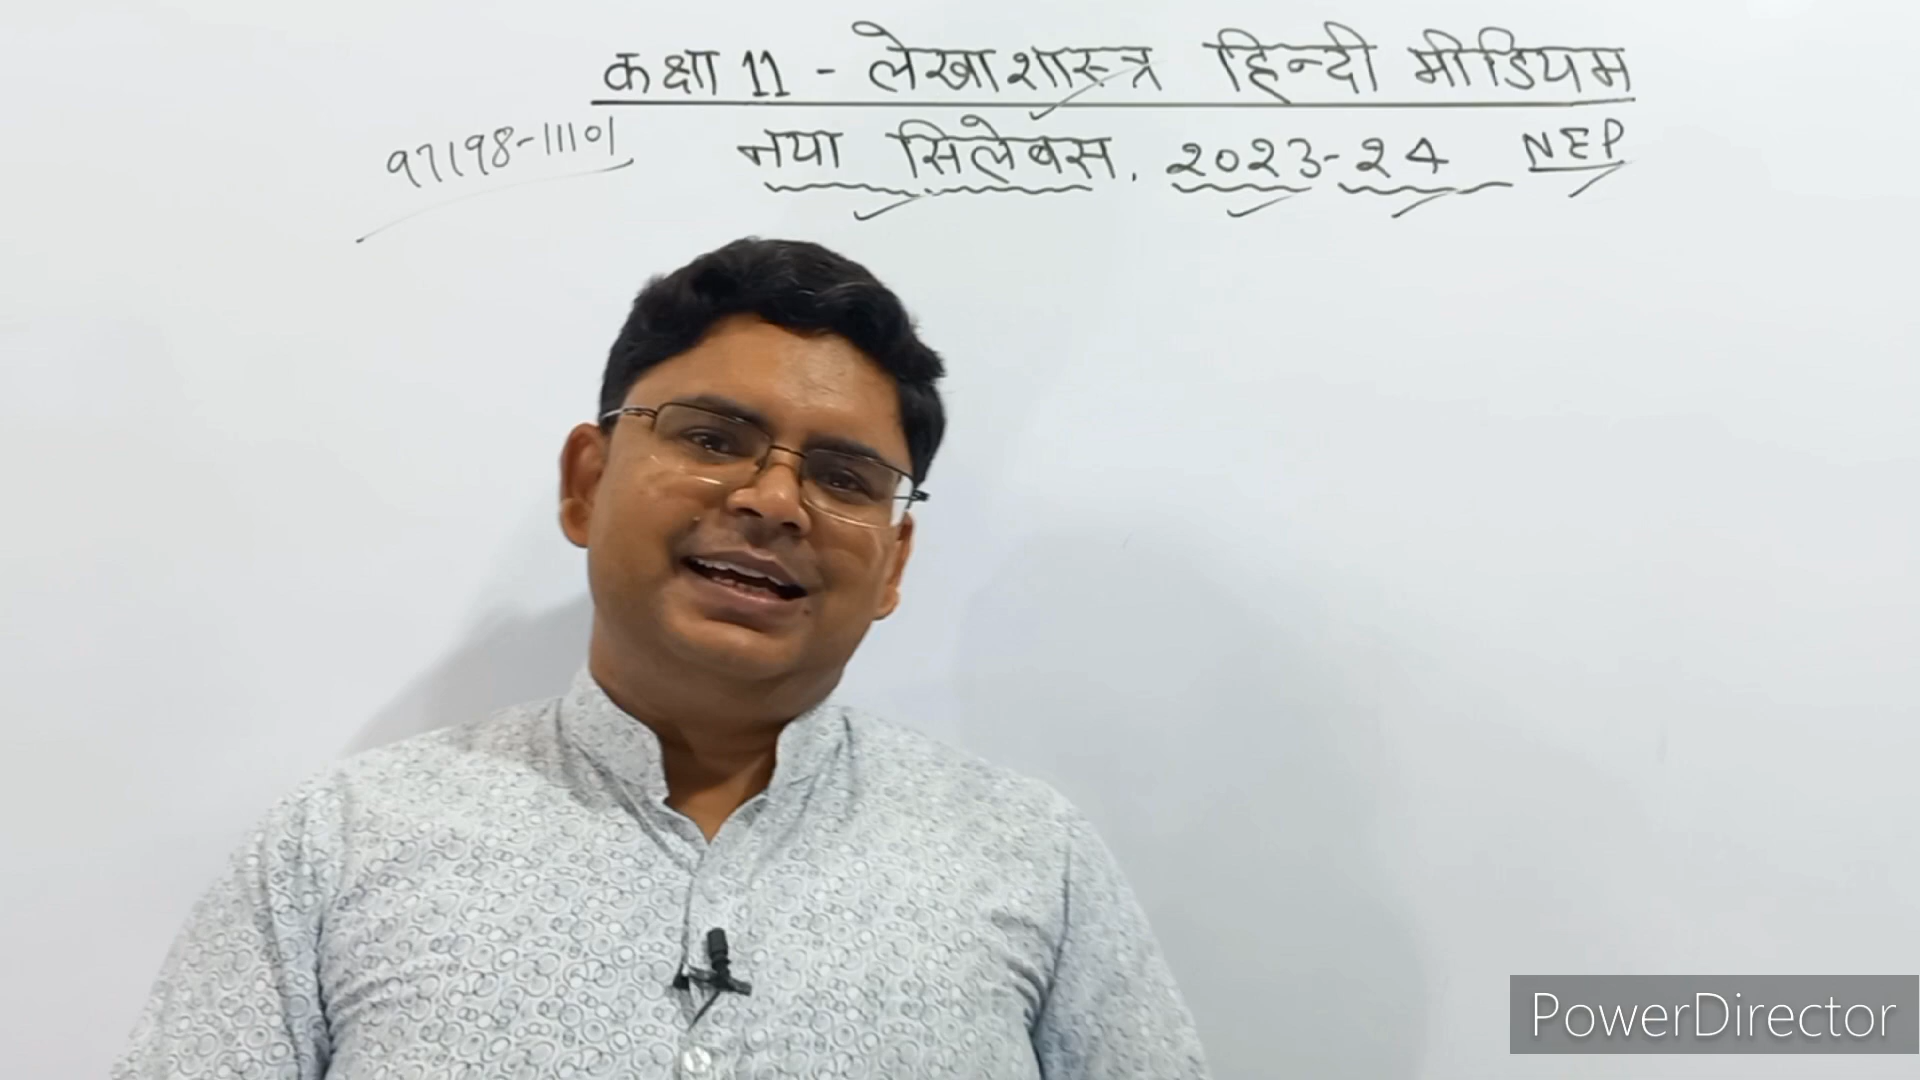 कक्षा 11 - लेखाशास्त्र हिन्दी मीडियम
97198-11101
नया सिलेबस. 2023-24 NEP
PowerDirector